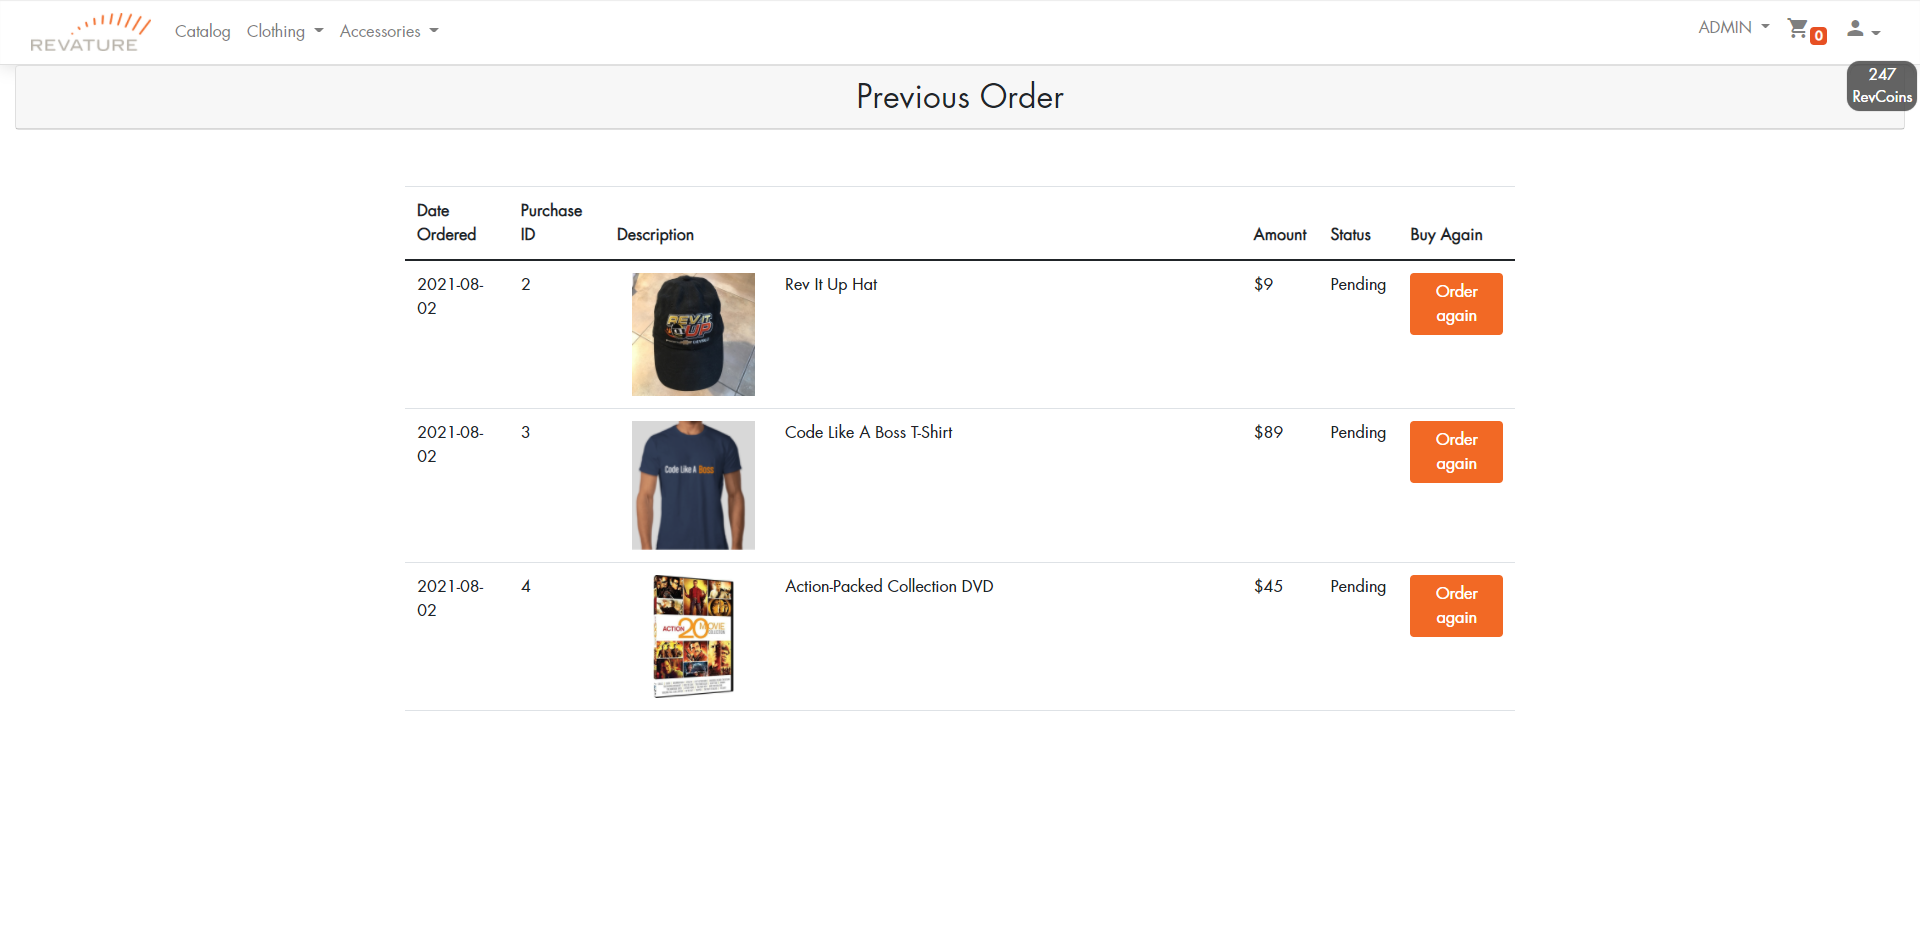 REVATURE
Catalog Clothing Accessories
ADMIN 0
247
RevCoins
Previous Order
Date Ordered Purchase ID Description Amount Status Buy Again
2021-08-02 2 Rev It Up Hat $9 Pending Order again
REV IT
UP
2021-08-02 3 Code Like A Boss T-Shirt $89 Pending Order again
Code Like A Boss
2021-08-02 4 Action-Packed Collection DVD $45 Pending Order again
ACTION 20 MOVIE
COLLECTION